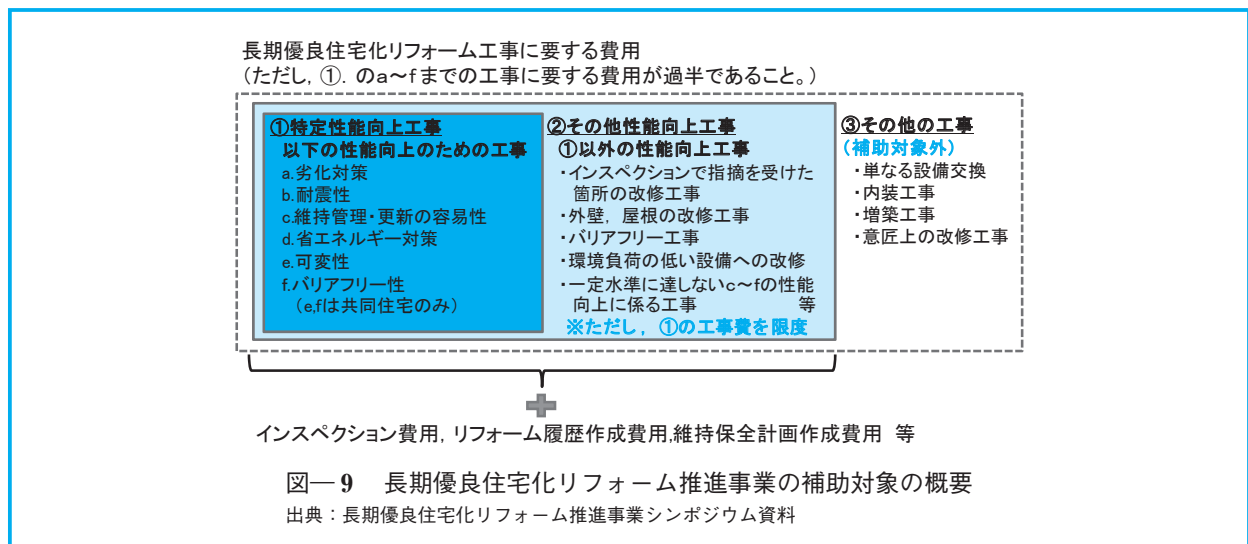 長期優良住宅化リフォーム工事に要する費用
（ただし，①．のa～fまでの工事に要する費用が過半であること。）
①特定性能向上工事
以下の性能向上のための工事
a.劣化対策
b.耐震性
c.維持管理・更新の容易性
d.省エネルギー対策
e.可変性
f.バリアフリー性
（e,fは共同住宅のみ）
②その他性能向上工事
①以外の性能向上工事
・インスペクションで指摘を受けた
箇所の改修工事
・外壁，屋根の改修工事
・バリアフリー工事
・環境負荷の低い設備への改修
・一定水準に達しないc～fの性能
向上に係る工事　等
※ただし，①の工事費を限度
③その他の工事
（補助対象外）
・単なる設備交換
・内装工事
・増築工事
・意匠上の改修工事
インスペクション費用，リフォーム履歴作成費用,維持保全計画作成費用　等
図―9　長期優良住宅化リフォーム推進事業の補助対象の概要
出典：長期優良住宅化リフォーム推進事業シンポジウム資料